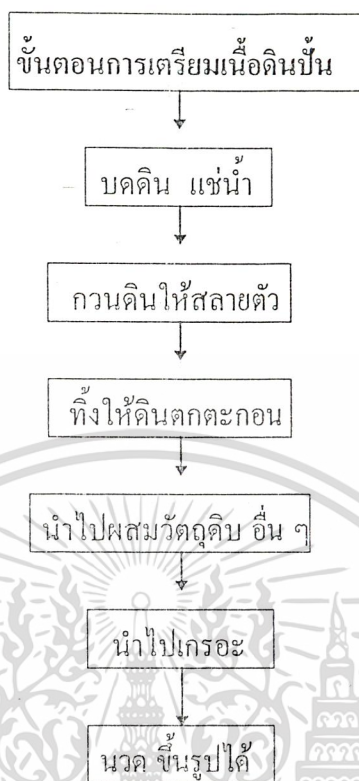 ขั้นตอนการเตรียมเนื้อดินปั้น
บดดิน แช่น้ำ
กวนดินให้สลายตัว
ทิ้งให้ดินตกตะกอน
นำไปผสมวัตถุดิบ อื่น ๆ
นำไปเกรอะ
นวด ขึ้นรูปได้